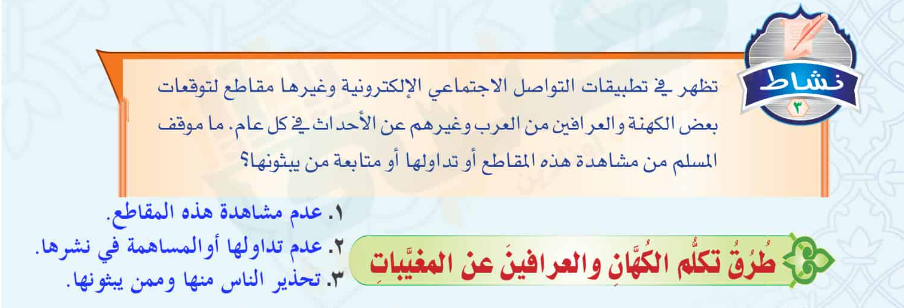 نشاط
٣
تظهر في تطبيقات التواصل الاجتماعي الإلكترونية وغيرها مقاطع لتوقعات
بعض الكهنة والعرافين من العرب وغيرهم عن الأحداث في كل عام. ما موقف
المسلم من مشاهدة هذه المقاطع أو تداولها أو متابعة من يبثونها؟
١. عدم مشاهدة هذه المقاطع.
٢. عدم تداولها أو المساهمة في نشرها.
٣. تحذير الناس منها وممن يبثونها.
طُرُقُ تكلُّم الكُهَّانِ والعرافينَ عن المغيَّباتِ